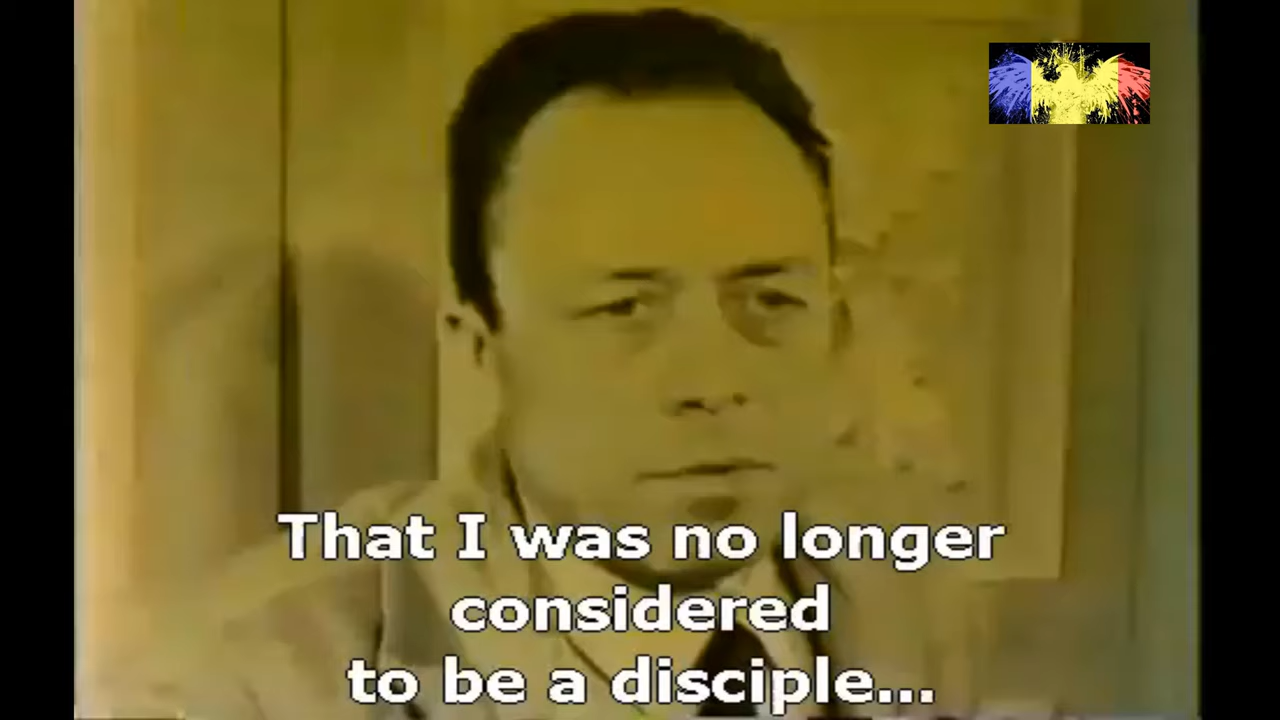 That I was no longer
considered
to be a disciple...